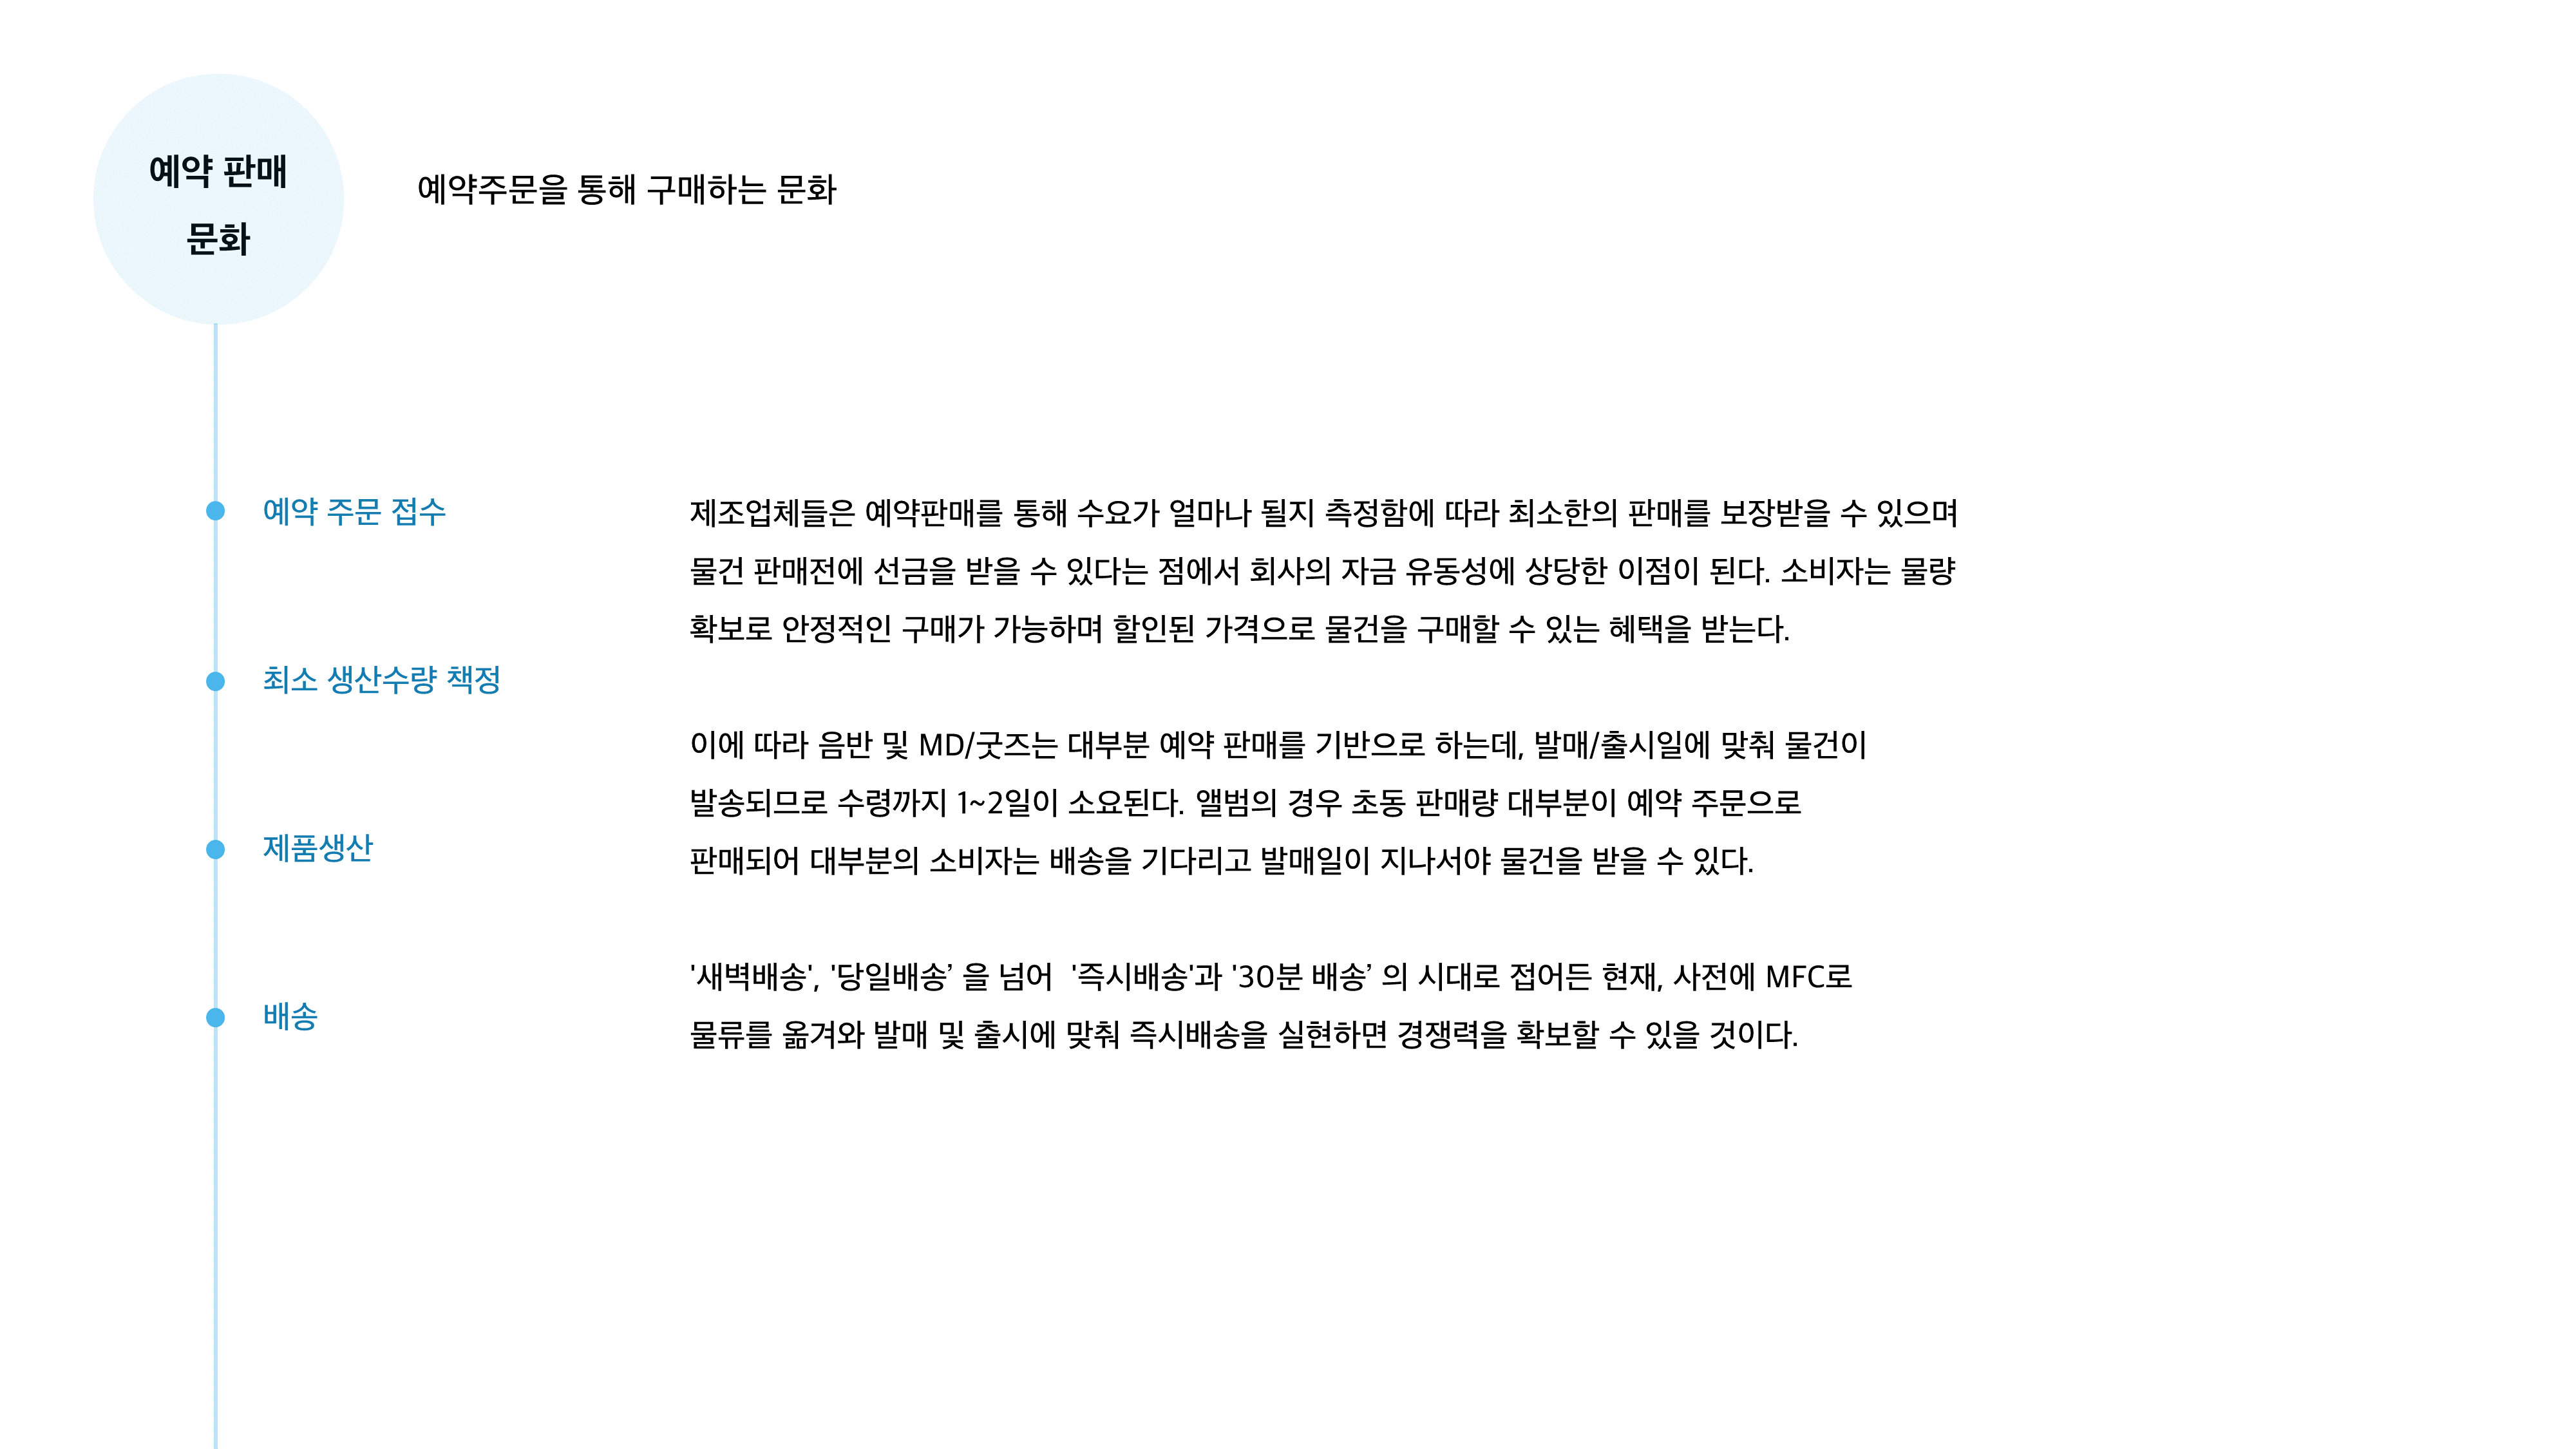 예약 판매
문화
예약주문을 통해 구매하는 문화
예약 주문 접수
최소 생산수량 책정
제품생산
배송
제조업체들은 예약판매를 통해 수요가 얼마나 될지 측정함에 따라 최소한의 판매를 보장받을 수 있으며
물건 판매전에 선금을 받을 수 있다는 점에서 회사의 자금 유동성에 상당한 이점이 된다. 소비자는 물량
확보로 안정적인 구매가 가능하며 할인된 가격으로 물건을 구매할 수 있는 혜택을 받는다.
이에 따라 음반 및 MD/굿즈는 대부분 예약 판매를 기반으로 하는데, 발매/출시일에 맞춰 물건이
발송되므로 수령까지 1~2일이 소요된다. 앨범의 경우 초동 판매량 대부분이 예약 주문으로
판매되어 대부분의 소비자는 배송을 기다리고 발매일이 지나서야 물건을 받을 수 있다.
'새벽배송', '당일배송’ 을 넘어  '즉시배송'과 '30분 배송’ 의 시대로 접어든 현재, 사전에 MFC로
물류를 옮겨와 발매 및 출시에 맞춰 즉시배송을 실현하면 경쟁력을 확보할 수 있을 것이다.